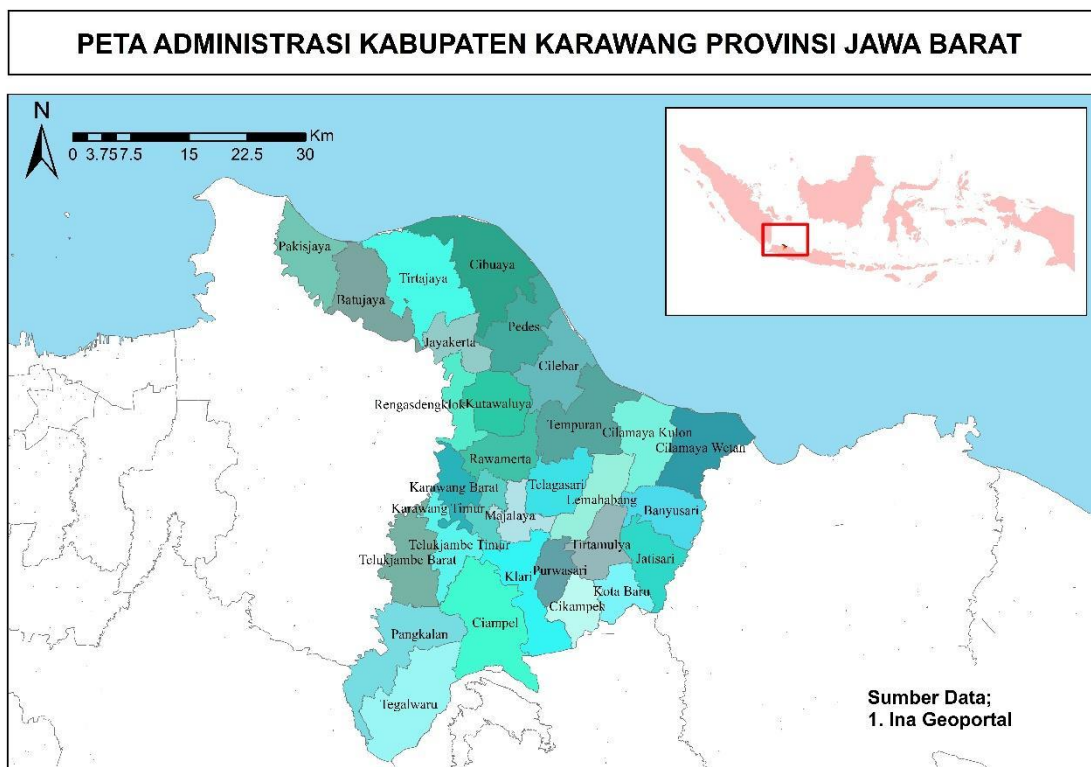 PETA ADMINISTRASI KABUPATEN KARAWANG PROVINSI JAWA BARAT
N
Km
0 3.75 7.5 15 22.5 30
Pakisjaya
Batujaya
Tirtajaya
Cibuaya
Pedes
Jayakerta
Cilebar
Rengasdengklok
Kutawaluya
Tempuran
Cilamaya Kulon
Cilamaya Wetan
Rawamerta
Karawang Barat
Telagasari
Lemahabang
Karawang Timur
Majalaya
Banyusari
Telukjambe Timur
Tirtamulya
Telukjambe Barat
Jatisari
Klari
Purwasari
Kota Baru
Cikampek
Ciampel
Pangkalan
Tegalwaru
Sumber Data;
1. Ina Geoportal